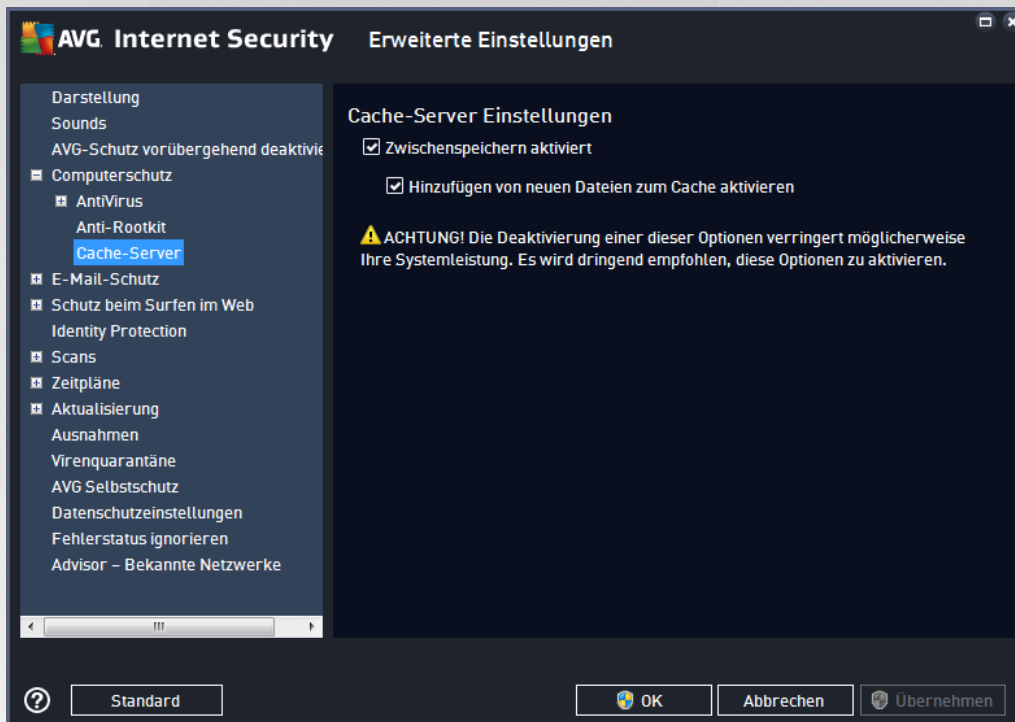 AVG Internet Security Erweiterte Einstellungen
Darstellung
Sounds
AVG-Schutz vorübergehend deaktivie
Computerschutz
AntiVirus
Anti-Rootkit
Cache-Server
E-Mail-Schutz
Schutz beim Surfen im Web
Identity Protection
Scans
Zeitpläne
Aktualisierung
Ausnahmen
Virenquarantäne
AVG Selbstschutz
Datenschutzeinstellungen
Fehlerstatus ignorieren
Advisor – Bekannte Netzwerke
Cache-Server Einstellungen
Zwischenspeichern aktiviert
Hinzufügen von neuen Dateien zum Cache aktivieren
ACHTUNG! Die Deaktivierung einer dieser Optionen verringert möglicherweise
Ihre Systemleistung. Es wird dringend empfohlen, diese Optionen zu aktivieren.
Standard
OK
Abbrechen
Übernehmen